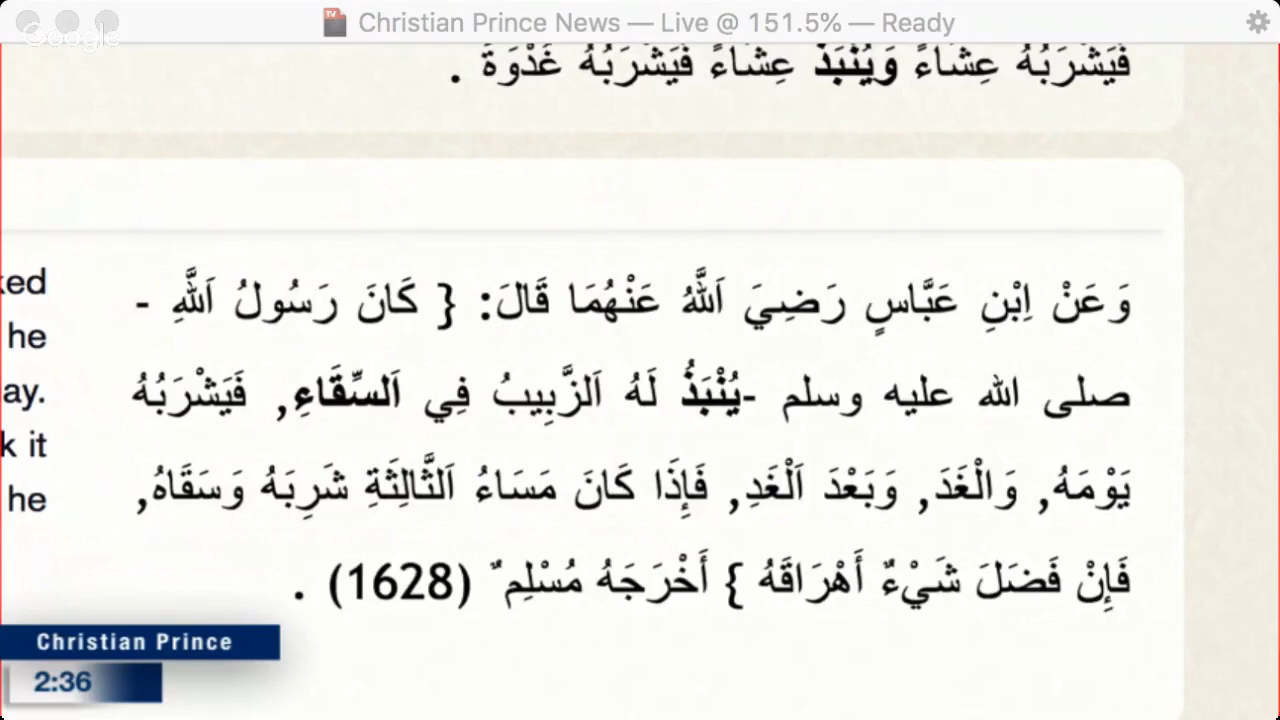 Christian Prince News — Live @ 151.5% — Ready
Google
فَيَشْرَبُهُ عِشَاءً وَيُنْبَذُ عِشَاءً فَيَشْرَبُهُ غَدْوَةً .
وَعَنْ اِبْنِ عَبَّاسٍ رَضِيَ اَللَّهُ عَنْهُمَا قَالَ: { كَانَ رَسُولُ اَللَّهِ -
صلى الله عليه وسلم -يُنْبَذُ لَهُ اَلزَّبِيبُ فِي اَلسِّقَاءِ, فَيَشْرَبُهُ
يَوْمَهُ, وَالْغَدَ, وَبَعْدَ اَلْغَدِ, فَإِذَا كَانَ مَسَاءُ اَلثَّالِثَةِ شَرِبَهُ وَسَقَاهُ,
فَإِنْ فَضَلَ شَيْءٌ أَهْرَاقَهُ } أَخْرَجَهُ مُسْلِم ٌ (1628) .
ked
he
ay.
k it
he
Christian Prince
2:36